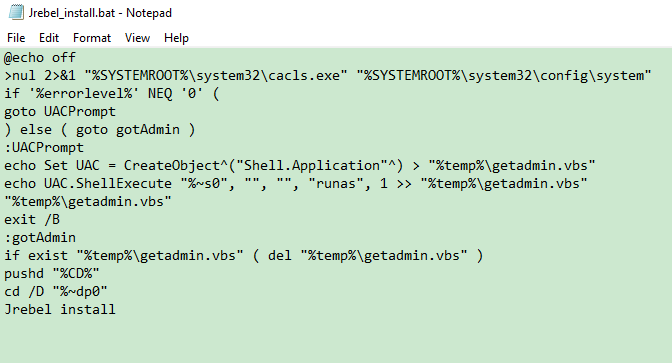 Jrebel_install.bat - Notepad
File Edit Format View Help
@echo off
>nul 2>&1 "%SYSTEMROOT%\system32\cacls.exe" "%SYSTEMROOT%\system32\config\system"
if '%errorlevel%' NEQ '0' (
goto UACPrompt
) else ( goto gotAdmin )
:UACPrompt
echo Set UAC = CreateObject^("Shell.Application"^) > "%temp%\getadmin.vbs"
echo UAC.ShellExecute "%~s0", "", "", "runas", 1 >> "%temp%\getadmin.vbs"
"%temp%\getadmin.vbs"
exit /B
:gotAdmin
if exist "%temp%\getadmin.vbs" ( del "%temp%\getadmin.vbs" )
pushd "%CD%"
cd /D "%~dp0"
Jrebel install